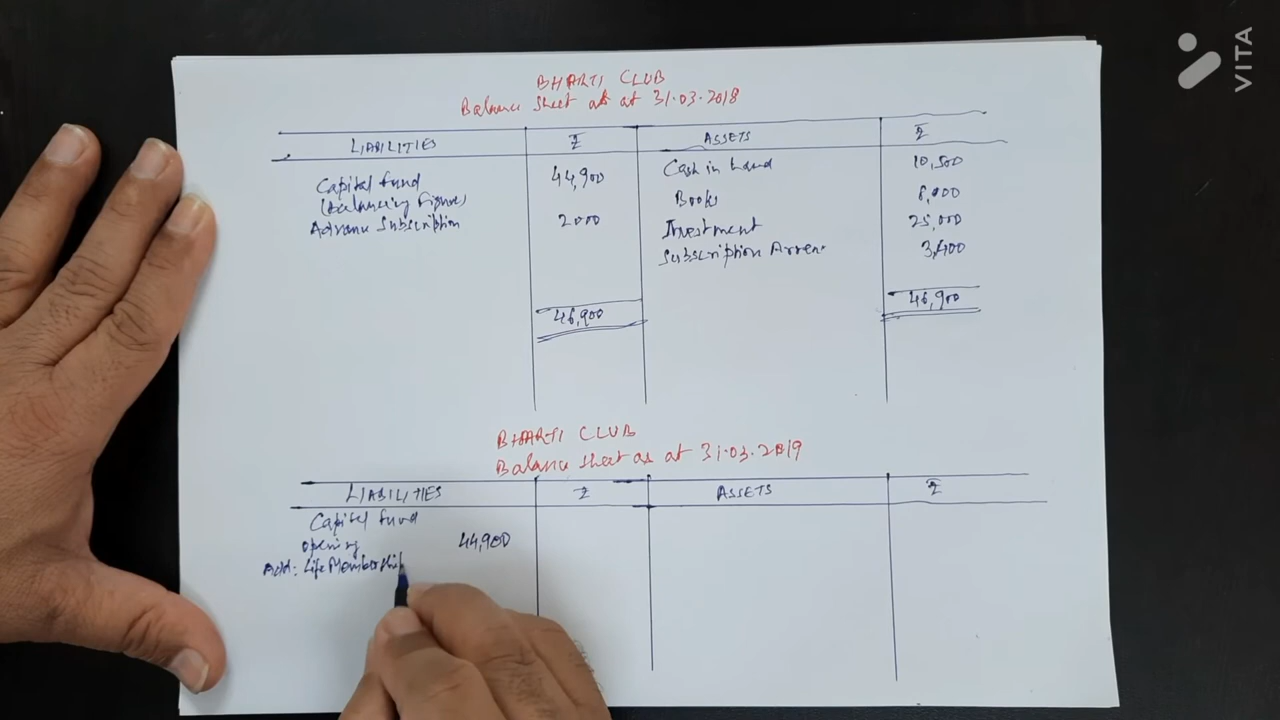 BHARTI CLUB
Balance Sheet as at 31.03.2018
LIABILITIES ₹ ASSETS ₹
Capital fund 44,900 Cash in hand 10,500
(Balancing Figure) Books 8,000
Advance Subscription 2000 Investment 25,000
Subscription Arrear 3,400
46,900 46,900
BHARTI CLUB
Balance Sheet as at 31.03.2019
LIABILITIES ₹ ASSETS ₹
Capital fund
Opening 44,900
Add: Life Membership
VITA